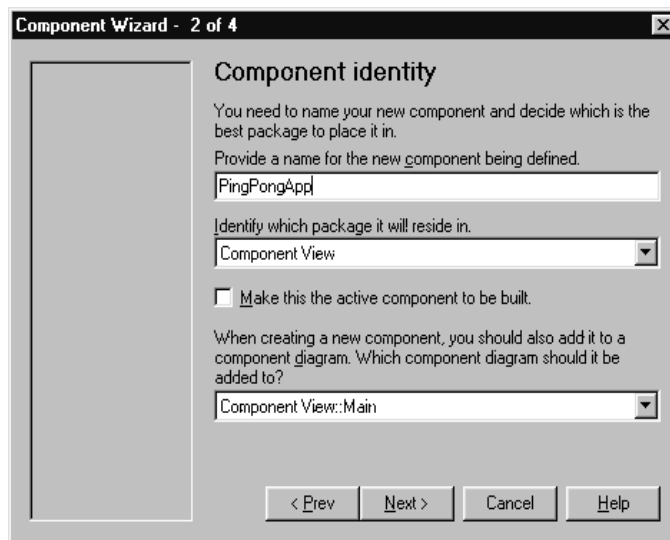 Component Wizard - 2 of 4
Component identity
You need to name your new component and decide which is the
best package to place it in.
Provide a name for the new component being defined.
PingPongApp
Identify which package it will reside in.
Component View
Make this the active component to be built.
When creating a new component, you should also add it to a
component diagram. Which component diagram should it be
added to?
Component View::Main
< Prev
Next >
Cancel
Help